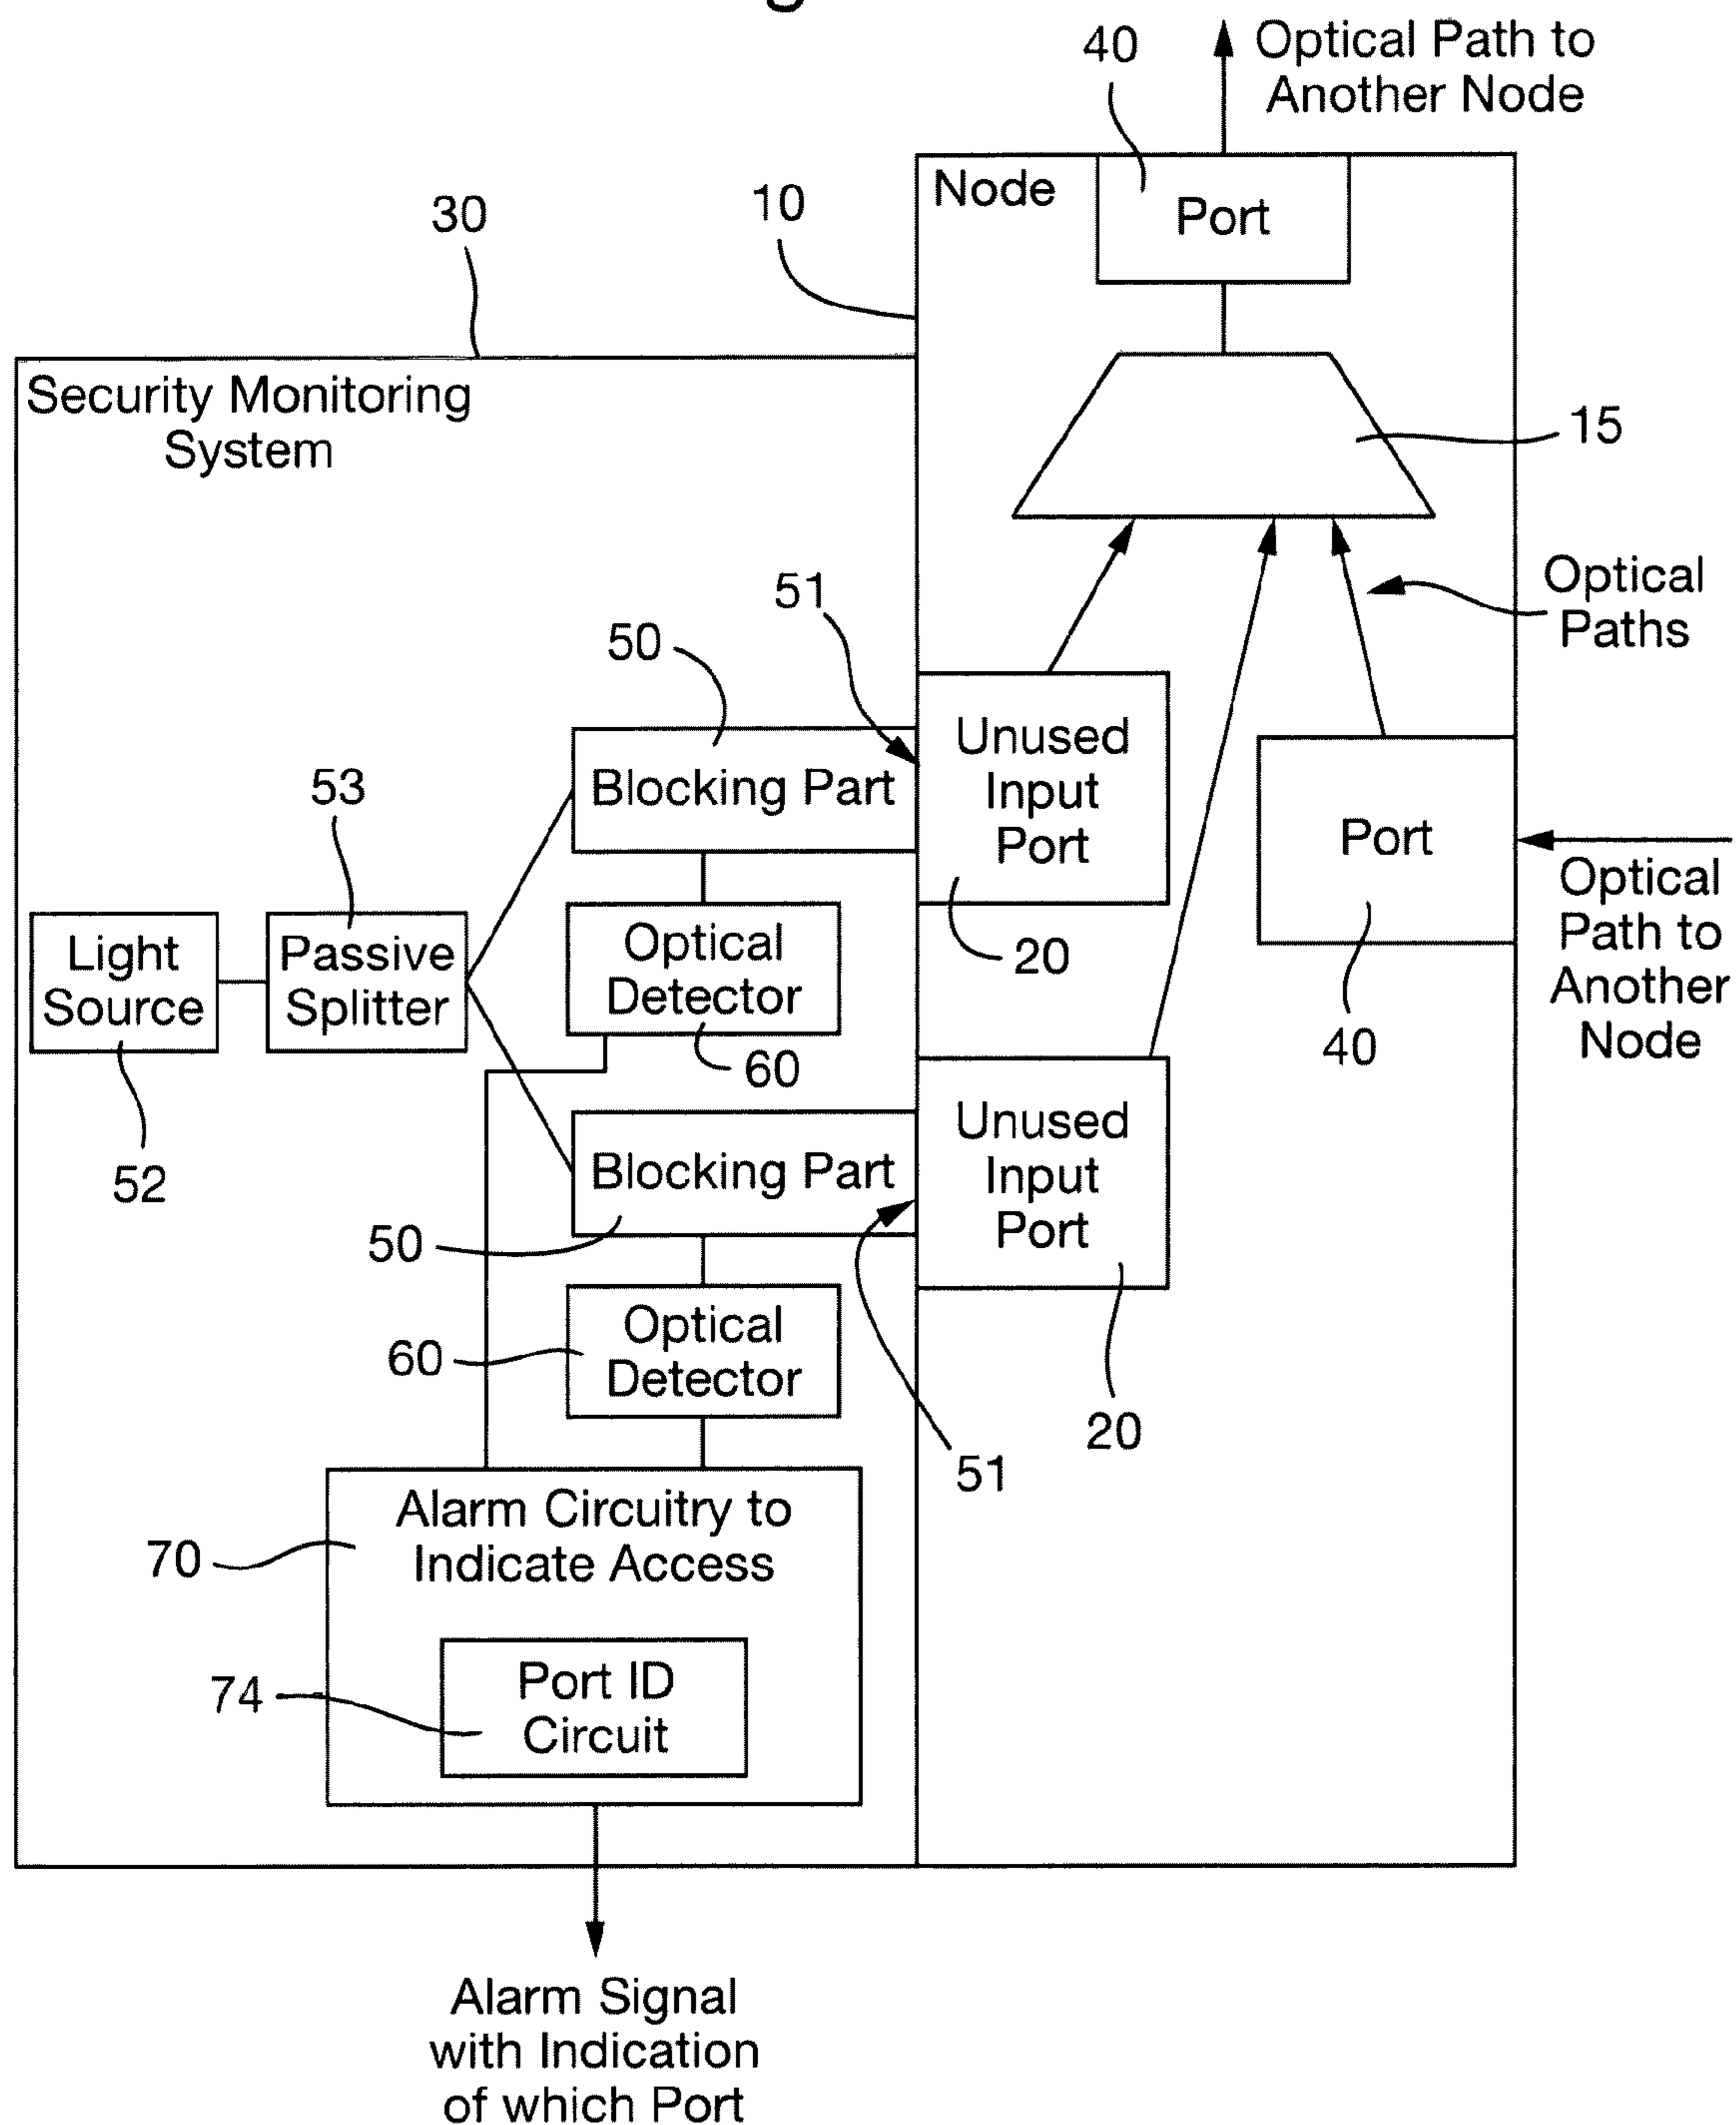 40
Optical Path to
Another Node
Node
Port
10
30
Security Monitoring
System
15
Optical
Paths
51
50
Blocking Part
Unused
Input
Port
Port
53
Light
Source
Passive
Splitter
Optical
Detector
20
Optical
Path to
Another
Node
40
60
52
Blocking Part
Unused
Input
Port
50
60
Optical
Detector
20
51
Alarm Circuitry to
Indicate Access
70
Port ID
Circuit
74
Alarm Signal
with Indication
of which Port